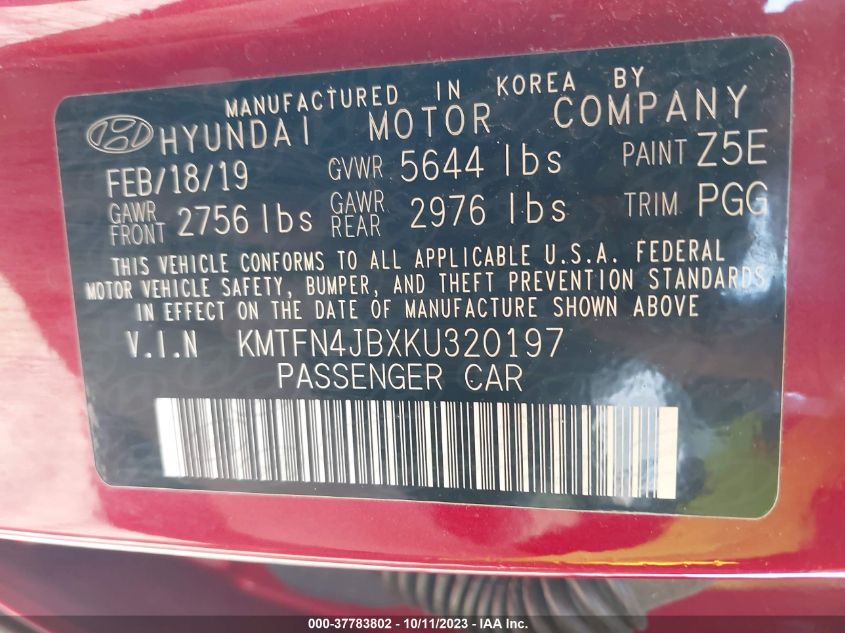 MANUFACTURED IN KOREA BY
HYUNDAI MOTOR COMPANY
FEB/18/19 GVWR 5644 lbs PAINT Z5E
GAWR FRONT 2756 lbs GAWR REAR 2976 lbs TRIM PGG
THIS VEHICLE CONFORMS TO ALL APPLICABLE U.S.A. FEDERAL
MOTOR VEHICLE SAFETY, BUMPER, AND THEFT PREVENTION STANDARDS
IN EFFECT ON THE DATE OF MANUFACTURE SHOWN ABOVE
V.I.N KMTFN4JBXKU320197
PASSENGER CAR
000-37783802 - 10/11/2023 - IAA Inc.